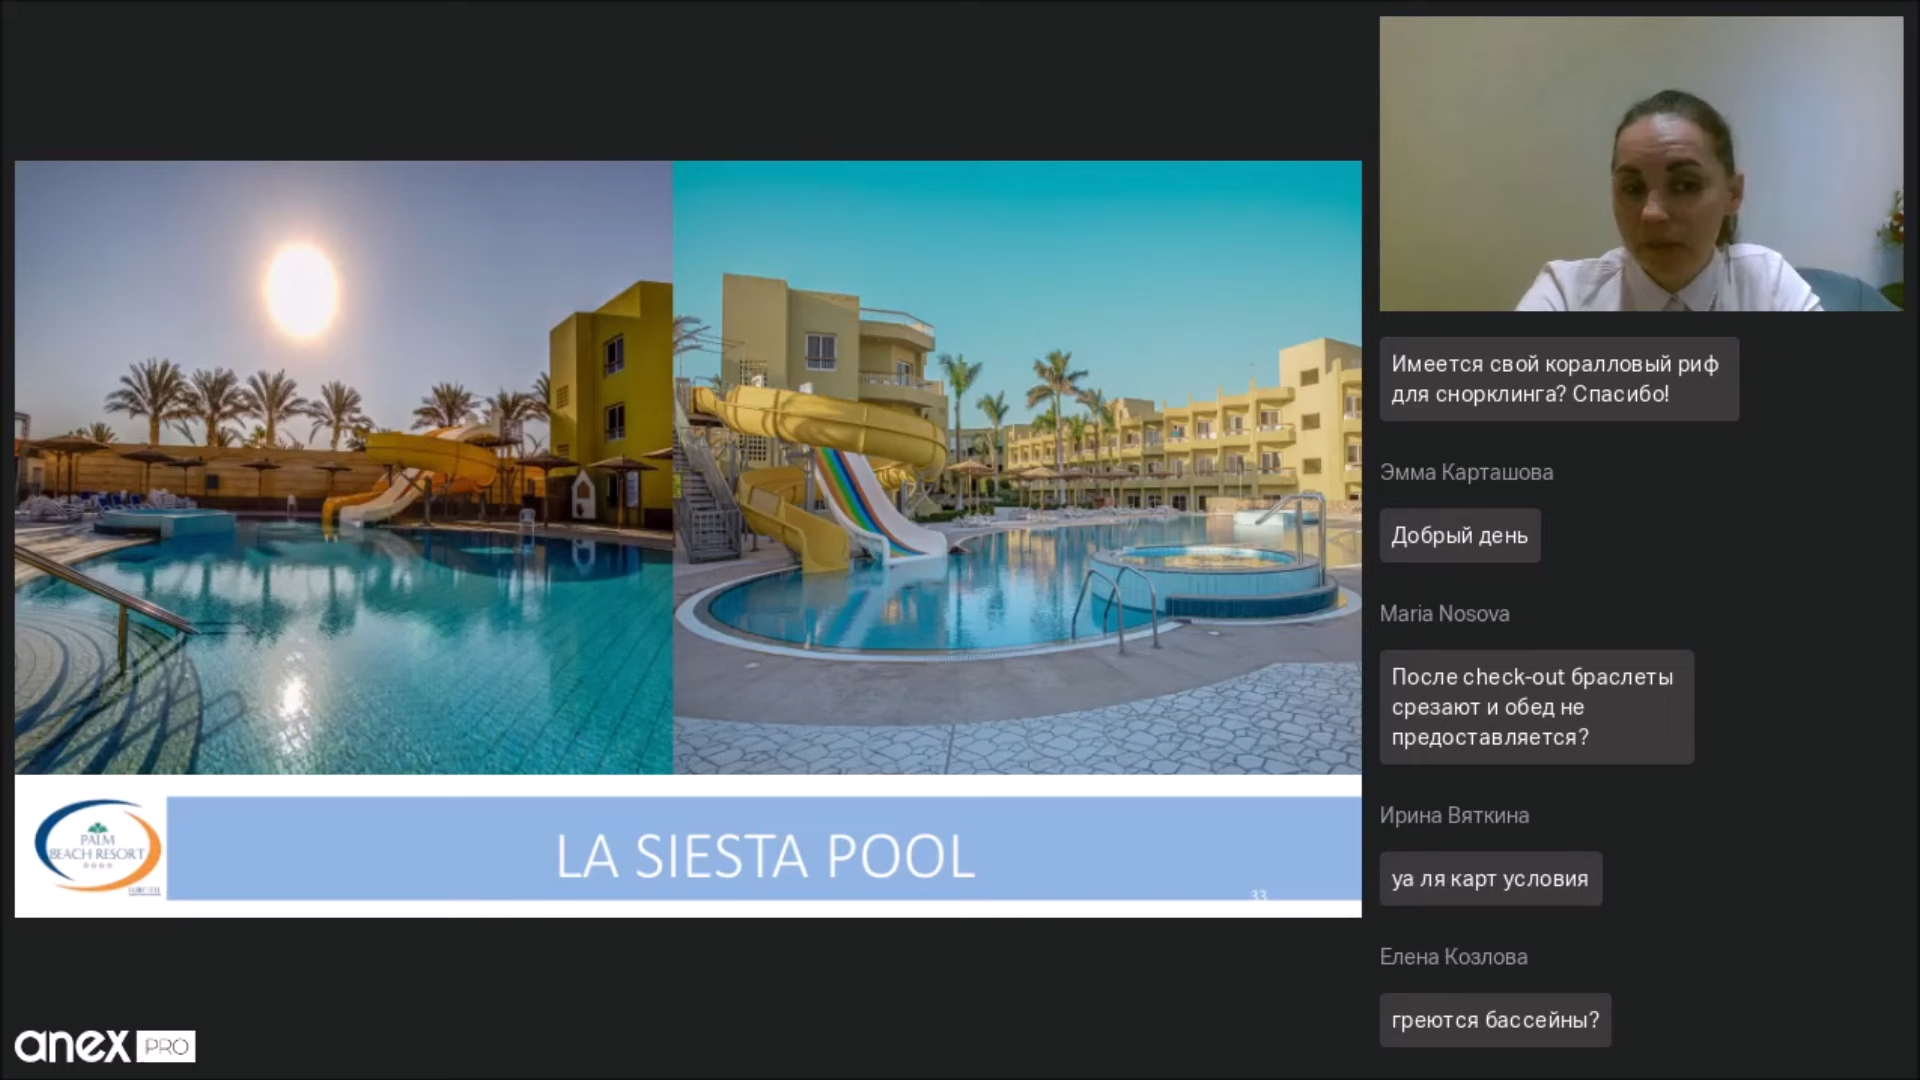 PALM
BEACH RESORT
LA SIESTA POOL
33
anex PRO
Имеется свой коралловый риф
для снорклинга? Спасибо!
Эмма Карташова
Добрый день
Maria Nosova
После check-out браслеты
срезают и обед не
предоставляется?
Ирина Вяткина
уа ля карт условия
Елена Козлова
греются бассейны?